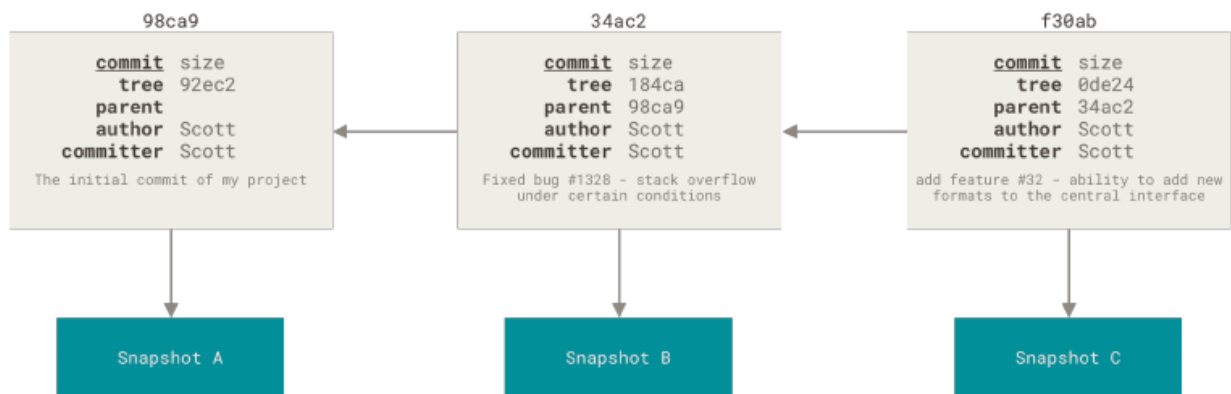 98ca9
commit size
tree 92ec2
parent
author Scott
committer Scott
The initial commit of my project
Snapshot A
34ac2
commit size
tree 184ca
parent 98ca9
author Scott
committer Scott
Fixed bug #1328 - stack overflow
under certain conditions
Snapshot B
f30ab
commit size
tree 0de24
parent 34ac2
author Scott
committer Scott
add feature #32 - ability to add new
formats to the central interface
Snapshot C